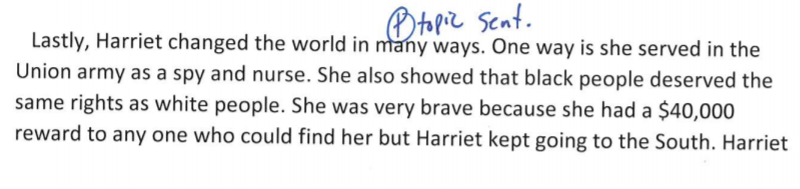 (P) topic Sent.
Lastly, Harriet changed the world in many ways. One way is she served in the
Union army as a spy and nurse. She also showed that black people deserved the
same rights as white people. She was very brave because she had a $40,000
reward to any one who could find her but Harriet kept going to the South. Harriet